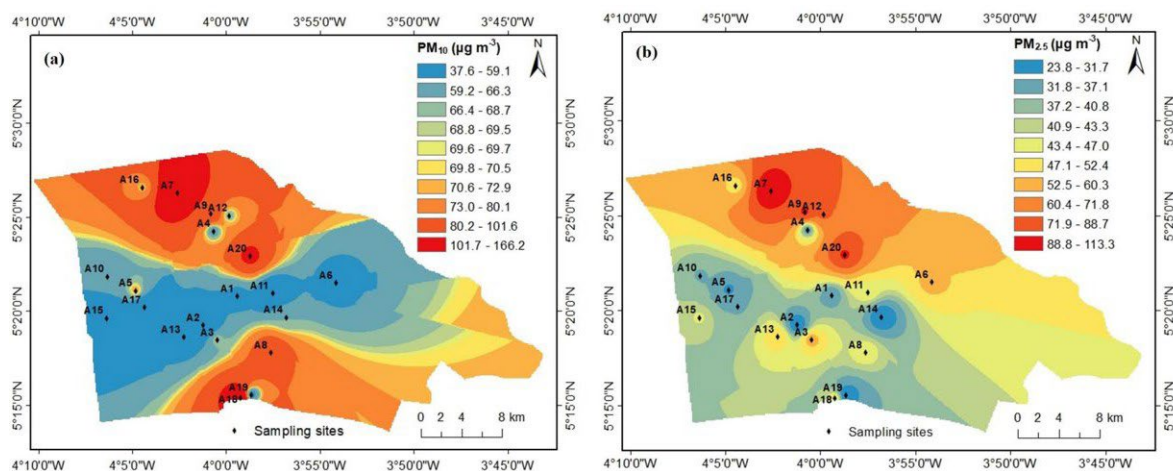 4°10'0"W 4°55'0"W 4°00'0"W 3°55'0"W 3°50'0"W 3°45'0"W
(a)
PM10 (µg m-3)
N
37.6 - 59.1
59.2 - 66.3
66.4 - 68.7
68.8 - 69.5
69.6 - 69.7
69.8 - 70.5
70.6 - 72.9
73.0 - 80.1
80.2 - 101.6
101.7 - 166.2
5°30'0"N
5°25'0"N
5°20'0"N
5°15'0"N
A16
A7
A9
A12
A4
A20
A10
A5
A17
A15
A1
A11
A6
A2
A14
A13
A3
A8
A19
A18
Sampling sites
0 4 8 km
4°10'0"W 4°55'0"W 4°00'0"W 3°55'0"W 3°50'0"W 3°45'0"W
4°10'0"W 4°55'0"W 4°00'0"W 3°55'0"W 3°50'0"W 3°45'0"W
(b)
PM2.5 (µg m-3)
N
23.8 - 31.7
31.8 - 37.1
37.2 - 40.8
40.9 - 43.3
43.4 - 47.0
47.1 - 52.4
52.5 - 60.3
60.4 - 71.8
71.9 - 88.7
88.8 - 113.3
5°30'0"N
5°25'0"N
5°20'0"N
5°15'0"N
A16
A7
A9
A12
A4
A20
A10
A5
A17
A15
A1
A11
A6
A2
A14
A13
A3
A8
A19
A18
Sampling sites
0 4 8 km
4°10'0"W 4°55'0"W 4°00'0"W 3°55'0"W 3°50'0"W 3°45'0"W